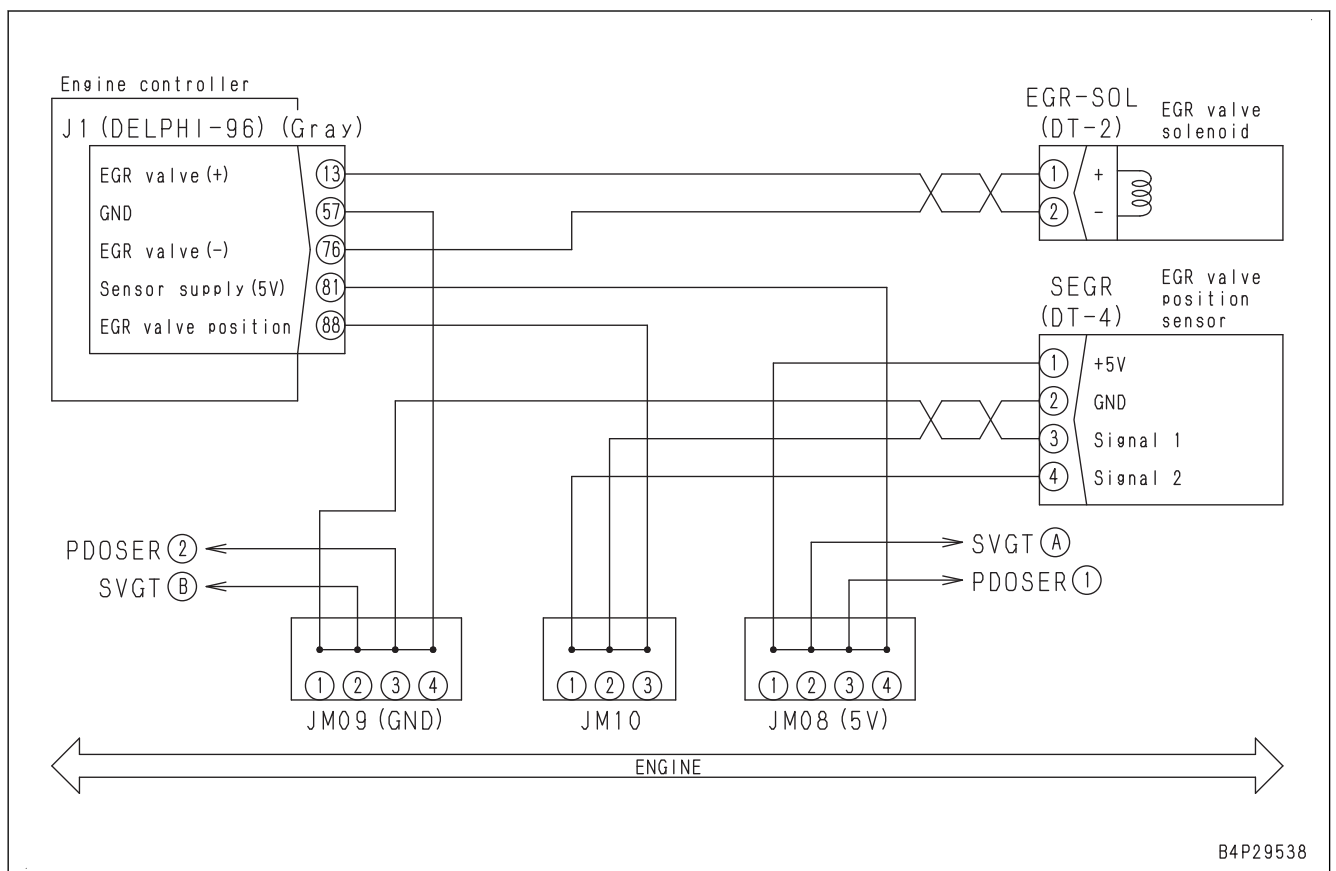 Engine controller
J1 (DELPHI-96) (Gray)
EGR valve(+) 13
GND 57
EGR valve(-) 76
Sensor supply(5V) 81
EGR valve position 88
EGR-SOL
(DT-2)
EGR valve
solenoid
1 +
2 -
SEGR
(DT-4)
EGR valve
position
sensor
1 +5V
2 GND
3 Signal 1
4 Signal 2
PDOSER 2
SVGT B
SVGT A
PDOSER 1
1 2 3 4
JM09 (GND)
1 2 3
JM10
1 2 3 4
JM08 (5V)
ENGINE
B4P29538